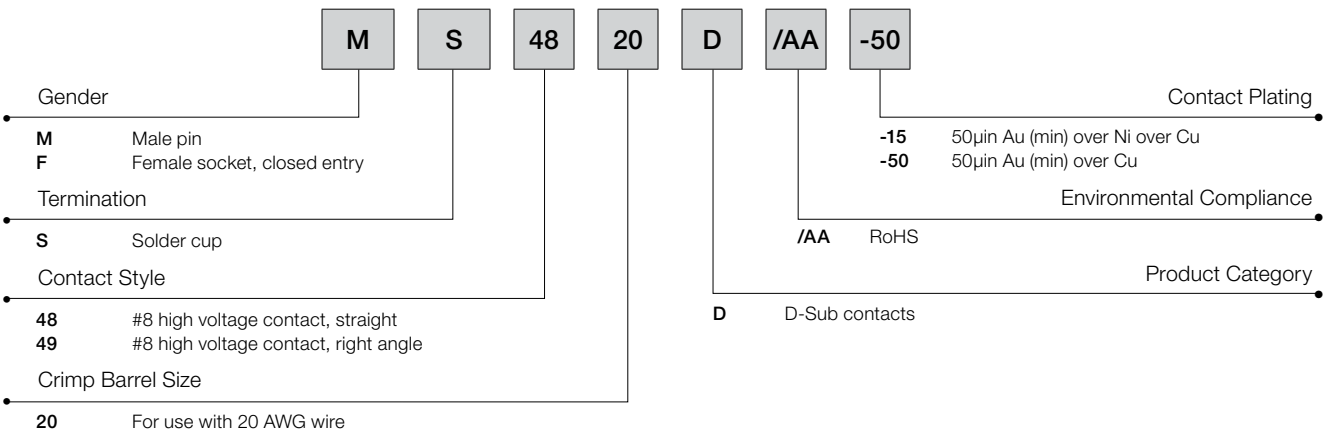 M S 48 20 D /AA -50
Gender
M Male pin
F Female socket, closed entry
Termination
S Solder cup
Contact Style
48 #8 high voltage contact, straight
49 #8 high voltage contact, right angle
Crimp Barrel Size
20 For use with 20 AWG wire
Contact Plating
-15 50µin Au (min) over Ni over Cu
-50 50µin Au (min) over Cu
Environmental Compliance
/AA RoHS
Product Category
D D-Sub contacts